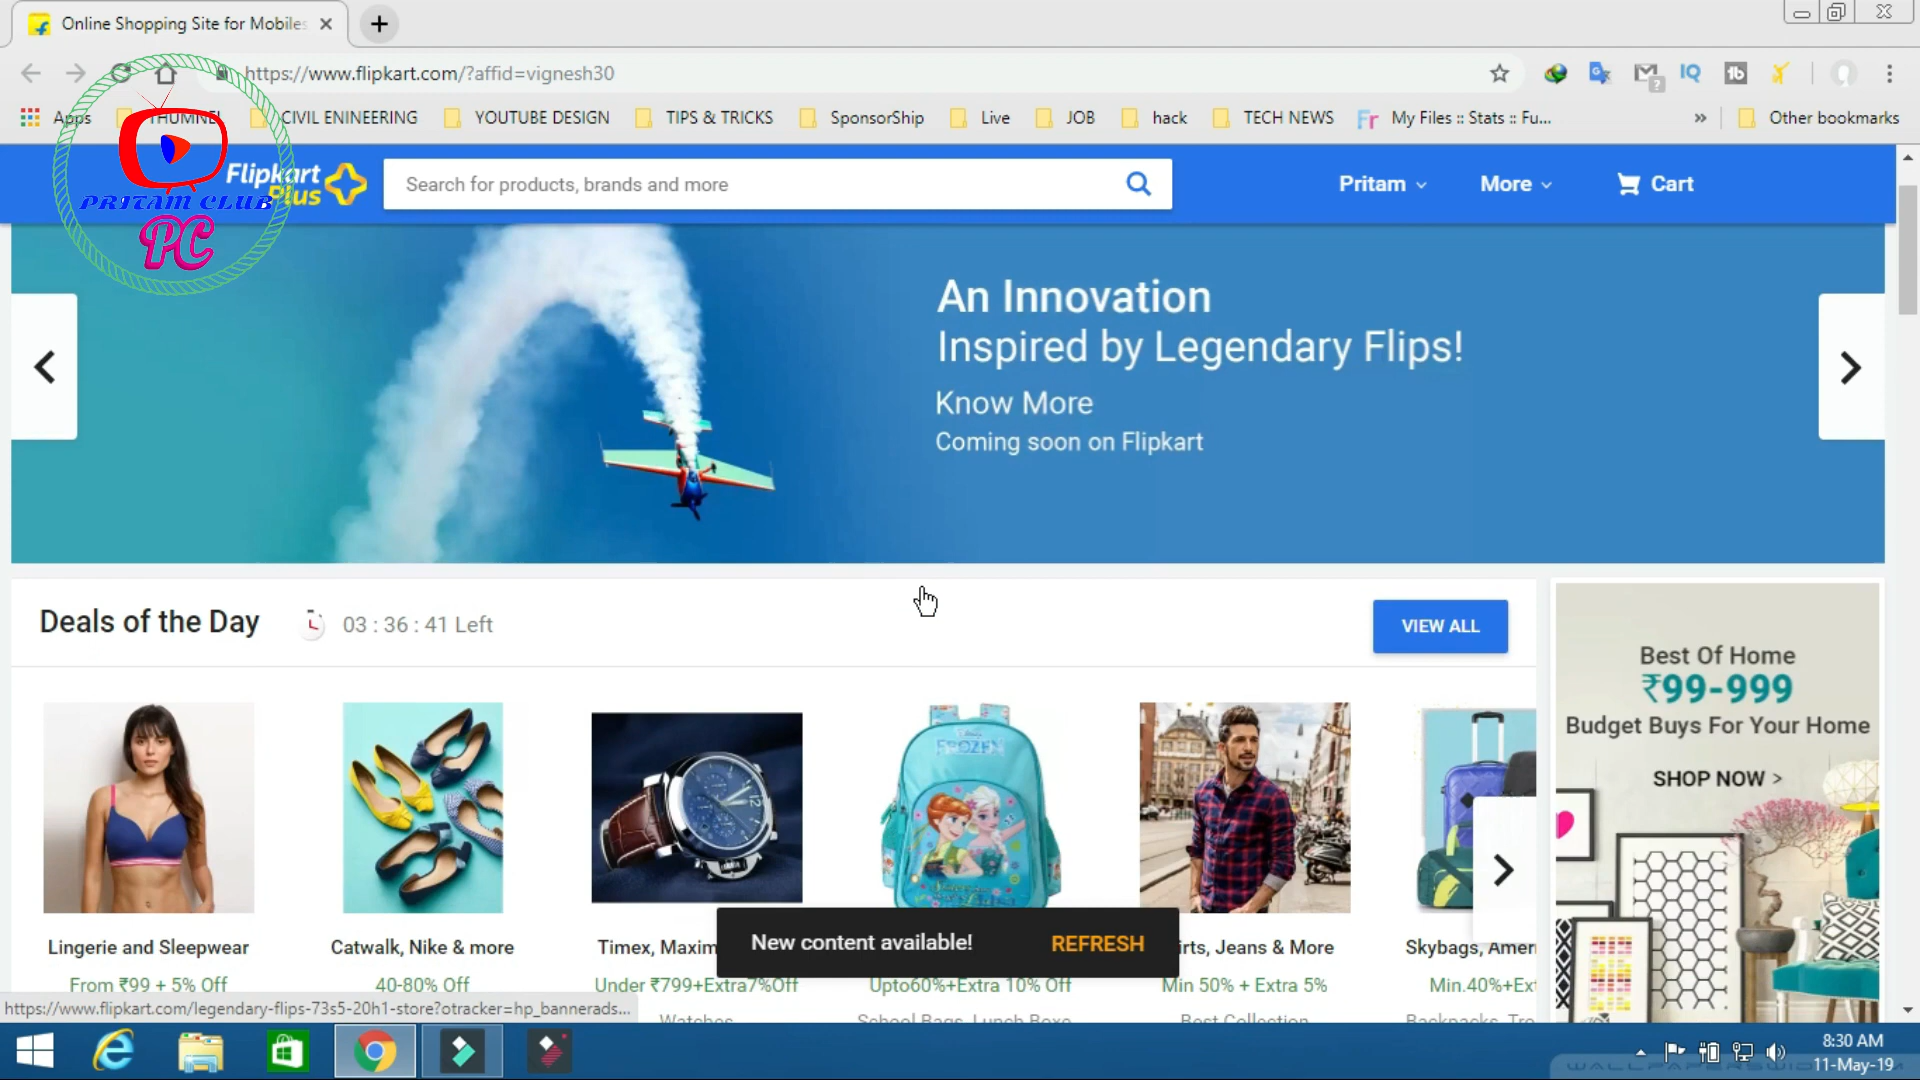 Online Shopping Site for Mobiles
https://www.flipkart.com/?affid=vignesh30
Apps
THUMNEL
CIVIL ENINEERING
YOUTUBE DESIGN
TIPS & TRICKS
SponsorShip
Live
JOB
hack
TECH NEWS
My Files :: Stats :: Fu...
Other bookmarks
PRITAM CLUB
PC
Flipkart
Plus
Search for products, brands and more
Pritam
More
Cart
An Innovation
Inspired by Legendary Flips!
Know More
Coming soon on Flipkart
Deals of the Day
03 : 36 : 41 Left
VIEW ALL
Best Of Home
₹99-999
Budget Buys For Your Home
SHOP NOW >
FROZEN
Lingerie and Sleepwear
Catwalk, Nike & more
Timex, Maxim
irts, Jeans & More
Skybags, Amer
New content available!
REFRESH
From ₹99 + 5% Off
40-80% Off
Under ₹799+Extra7%Off
Upto60%+Extra 10% Off
Min 50% + Extra 5%
Min.40%+Ext
Watches
School Bags, Lunch Boxe
Best Collection
Backpacks, Tro
https://www.flipkart.com/legendary-flips-73s5-20h1-store?otracker=hp_bannerads...
8:30 AM
11-May-19